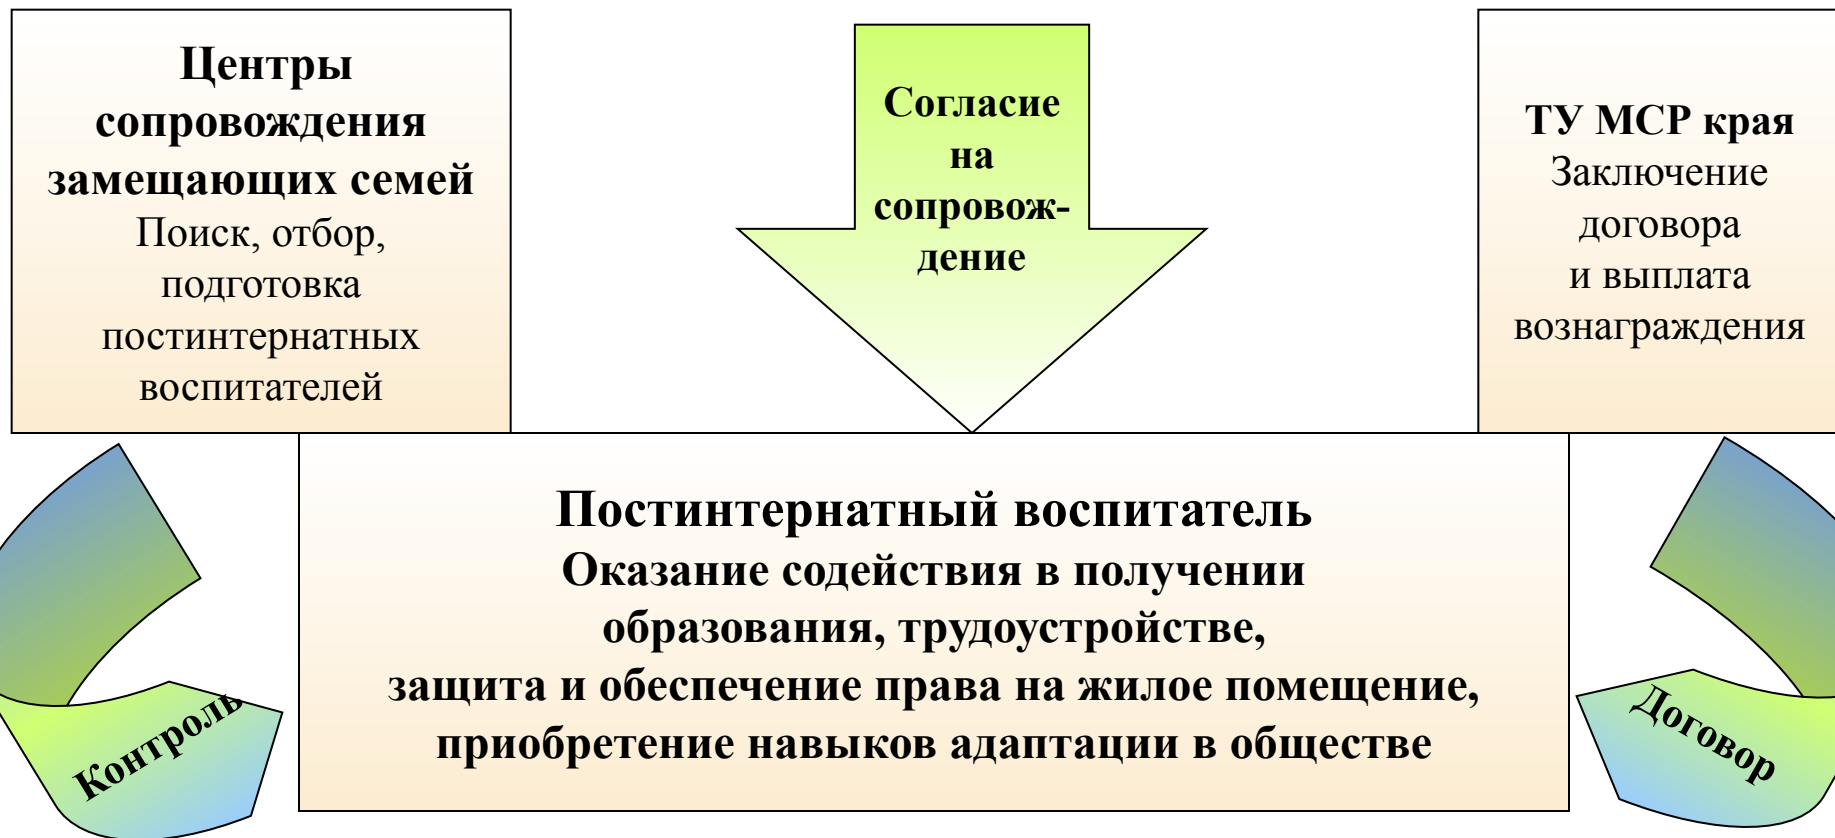 Центры
сопровождения
замещающих семей
Поиск, отбор,
подготовка
постинтернатных
воспитателей
Согласие
на
сопровож-
дение
ТУ МСР края
Заключение
договора
и выплата
вознаграждения
Постинтернатный воспитатель
Оказание содействия в получении
образования, трудоустройстве,
защита и обеспечение права на жилое помещение,
приобретение навыков адаптации в обществе
Контроль
Договор